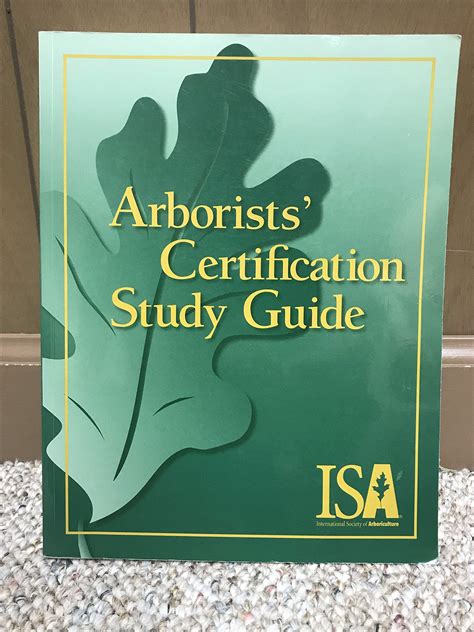 Arborists’
Certification
Study Guide
ISA
International Society of Arboriculture